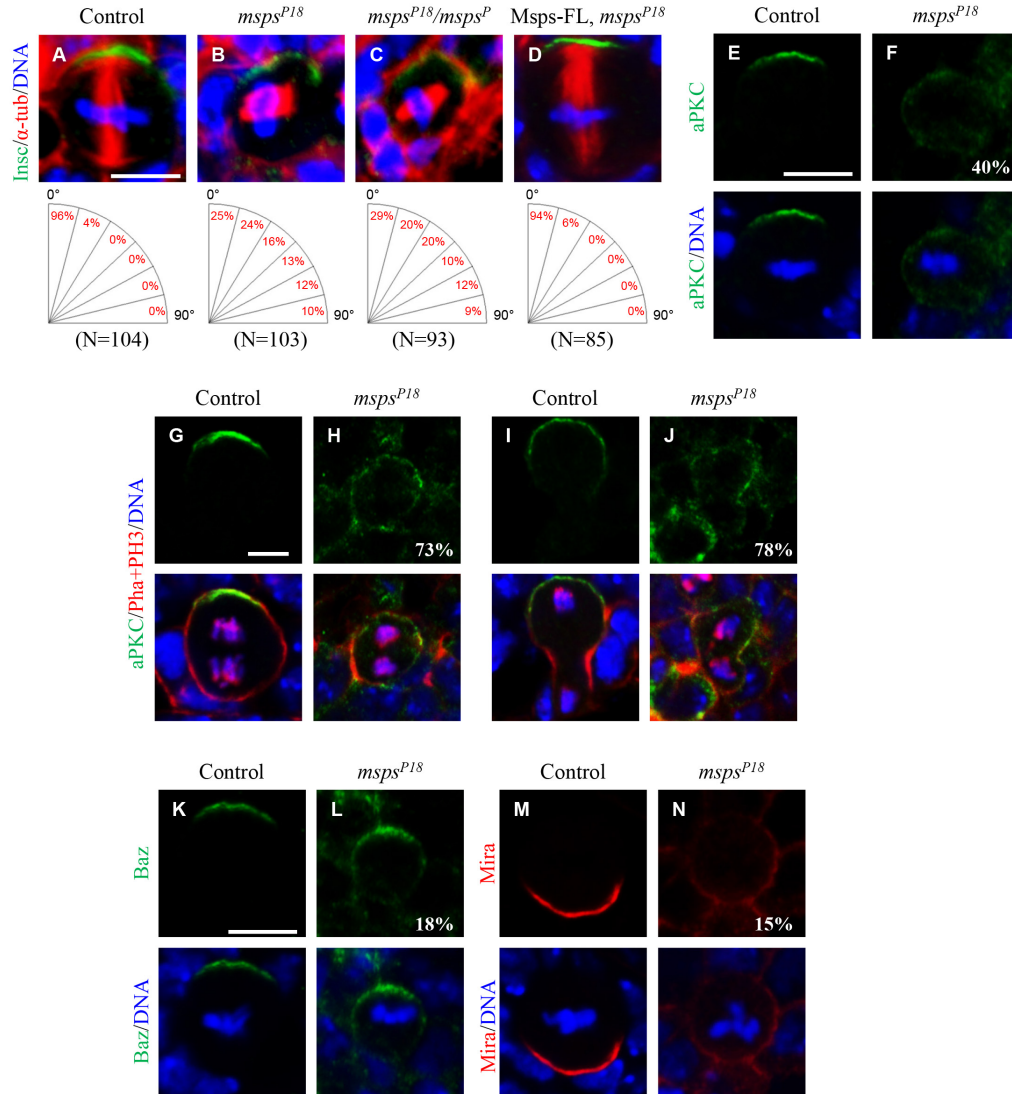 Control
msps^P18
msps^P18/msps^P
Msps-FL, msps^P18
Control
msps^P18
Insc/α-tub/DNA
A
B
C
D
aPKC
E
F
40%
0°
96%
4%
0%
0%
0%
0%
(N=104)
0°
25%
24%
16%
13%
12%
10%
90°
(N=103)
0°
29%
20%
20%
10%
12%
9%
90°
(N=93)
0°
94%
6%
0%
0%
0%
0%
90°
(N=85)
aPKC/DNA
Control
msps^P18
Control
msps^P18
aPKC/Pha+PH3/DNA
G
H
73%
I
J
78%
Control
msps^P18
Control
msps^P18
Baz
K
L
18%
Mira
M
N
15%
Baz/DNA
Mira/DNA